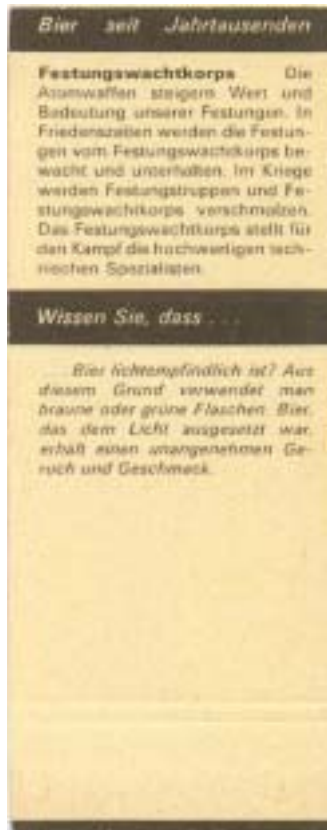 Bier seit Jahrtausenden
Festungswachtkorps Die
Atomwaffen steigern Wert und
Bedeutung unserer Festungen. In
Friedenszeiten werden die Festun-
gen vom Festungswachtkorps be-
wacht und unterhalten. Im Kriege
werden Festungstruppen und Fe-
stungswachtkorps verschmolzen.
Das Festungswachtkorps stellt für
den Kampf die hochwertigen tech-
nischen Spezialisten.
Wissen Sie, dass . . .
. . . Bier lichtempfindlich ist? Aus
diesem Grund verwendet man
braune oder grüne Flaschen. Bier,
das dem Licht ausgesetzt war,
erhält einen unangenehmen Ge-
ruch und Geschmack.